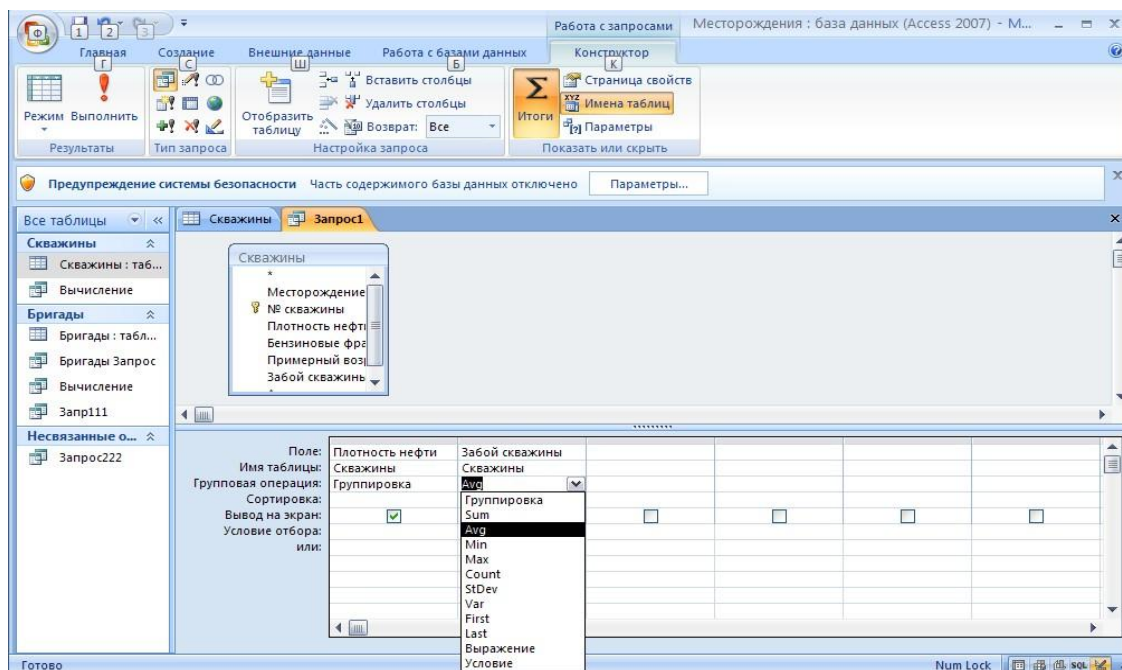 Работа с запросами
Месторождения : база данных (Access 2007) - M...
1 2 3
Ф
Главная Создание Внешние данные Работа с базами данных Конструктор
Г С Ш Б К
Режим Выполнить
Результаты
Тип запроса
Отобразить таблицу
Вставить столбцы
Удалить столбцы
Возврат: Все
Настройка запроса
Итоги
Страница свойств
Имена таблиц
Параметры
Показать или скрыть
Предупреждение системы безопасности Часть содержимого базы данных отключено Параметры...
Все таблицы
Скважины
Скважины : таб...
Вычисление
Бригады
Бригады : табл...
Бригады Запрос
Вычисление
Запр111
Несвязанные о...
Запрос222
Скважины Запрос1
Скважины
*
Месторождение
№ скважины
Плотность нефти
Бензиновые фра
Примерный возр
Забой скважины
Поле: Плотность нефти Забой скважины
Имя таблицы: Скважины Скважины
Групповая операция: Группировка Avg
Сортировка:
Вывод на экран:
Условие отбора:
или:
Группировка
Sum
Avg
Min
Max
Count
StDev
Var
First
Last
Выражение
Условие
Готово
Num Lock
SQL